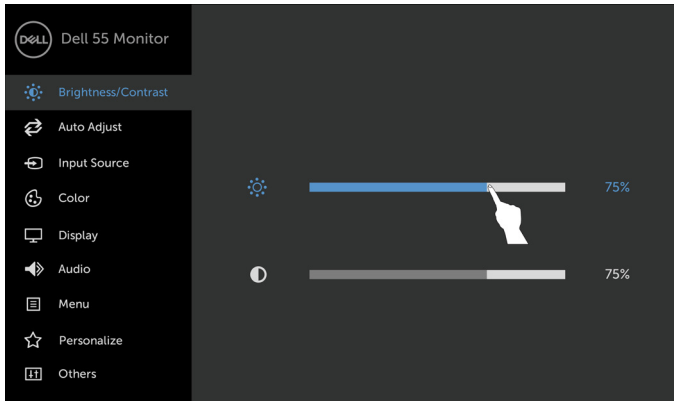 DELL Dell 55 Monitor
Brightness/Contrast
Auto Adjust
Input Source
75%
Color
Display
Audio
75%
Menu
Personalize
Others